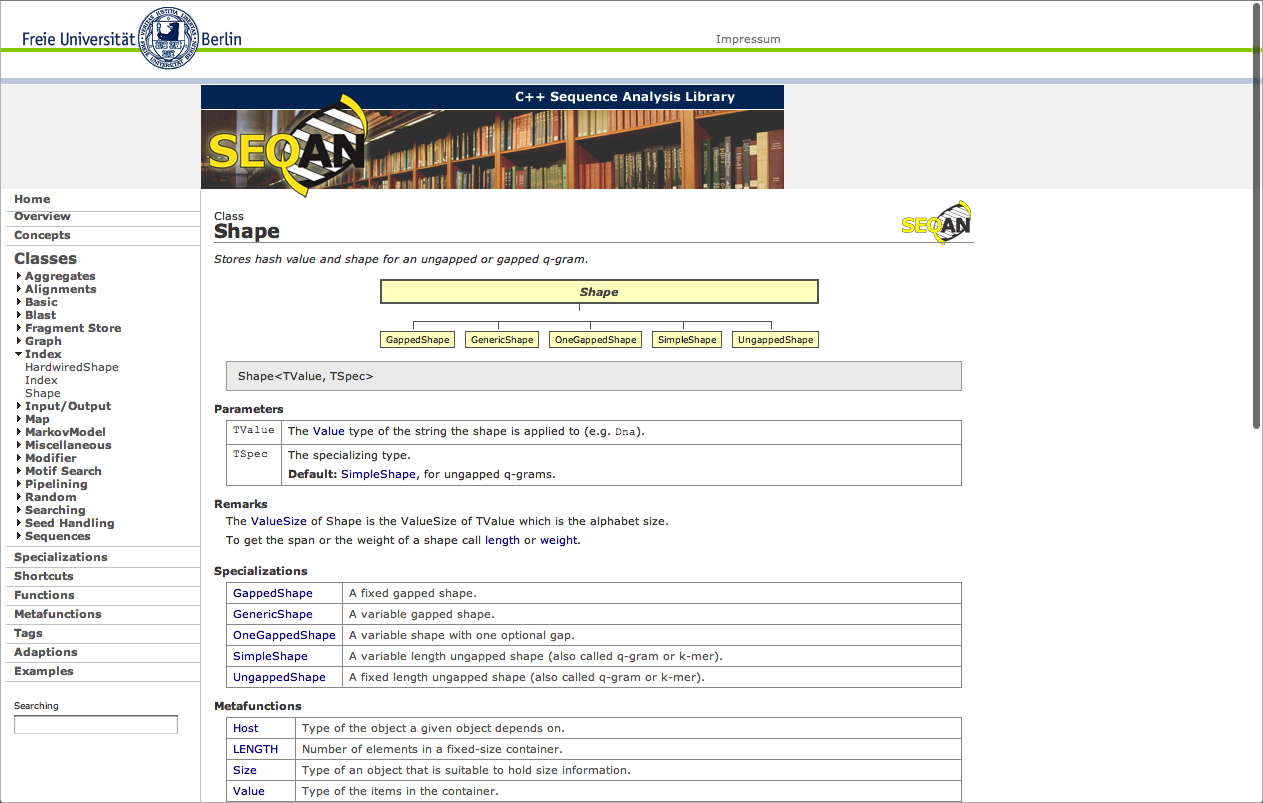 Freie Universität Berlin
Impressum
C++ Sequence Analysis Library
SEQAN
Home
Overview
Concepts
Classes
Aggregates
Alignments
Basic
Blast
Fragment Store
Graph
Index
HardwiredShape
Index
Shape
Input/Output
Map
MarkovModel
Miscellaneous
Modifier
Motif Search
Pipelining
Random
Searching
Seed Handling
Sequences
Specializations
Shortcuts
Functions
Metafunctions
Tags
Adaptions
Examples
Searching
Class
Shape
SEQAN
Stores hash value and shape for an ungapped or gapped q-gram.
Shape
GappedShape GenericShape OneGappedShape SimpleShape UngappedShape
Shape<TValue, TSpec>
Parameters
TValue The Value type of the string the shape is applied to (e.g. Dna).
TSpec The specializing type.
Default: SimpleShape, for ungapped q-grams.
Remarks
The ValueSize of Shape is the ValueSize of TValue which is the alphabet size.
To get the span or the weight of a shape call length or weight.
Specializations
GappedShape A fixed gapped shape.
GenericShape A variable gapped shape.
OneGappedShape A variable shape with one optional gap.
SimpleShape A variable length ungapped shape (also called q-gram or k-mer).
UngappedShape A fixed length ungapped shape (also called q-gram or k-mer).
Metafunctions
Host Type of the object a given object depends on.
LENGTH Number of elements in a fixed-size container.
Size Type of an object that is suitable to hold size information.
Value Type of the items in the container.